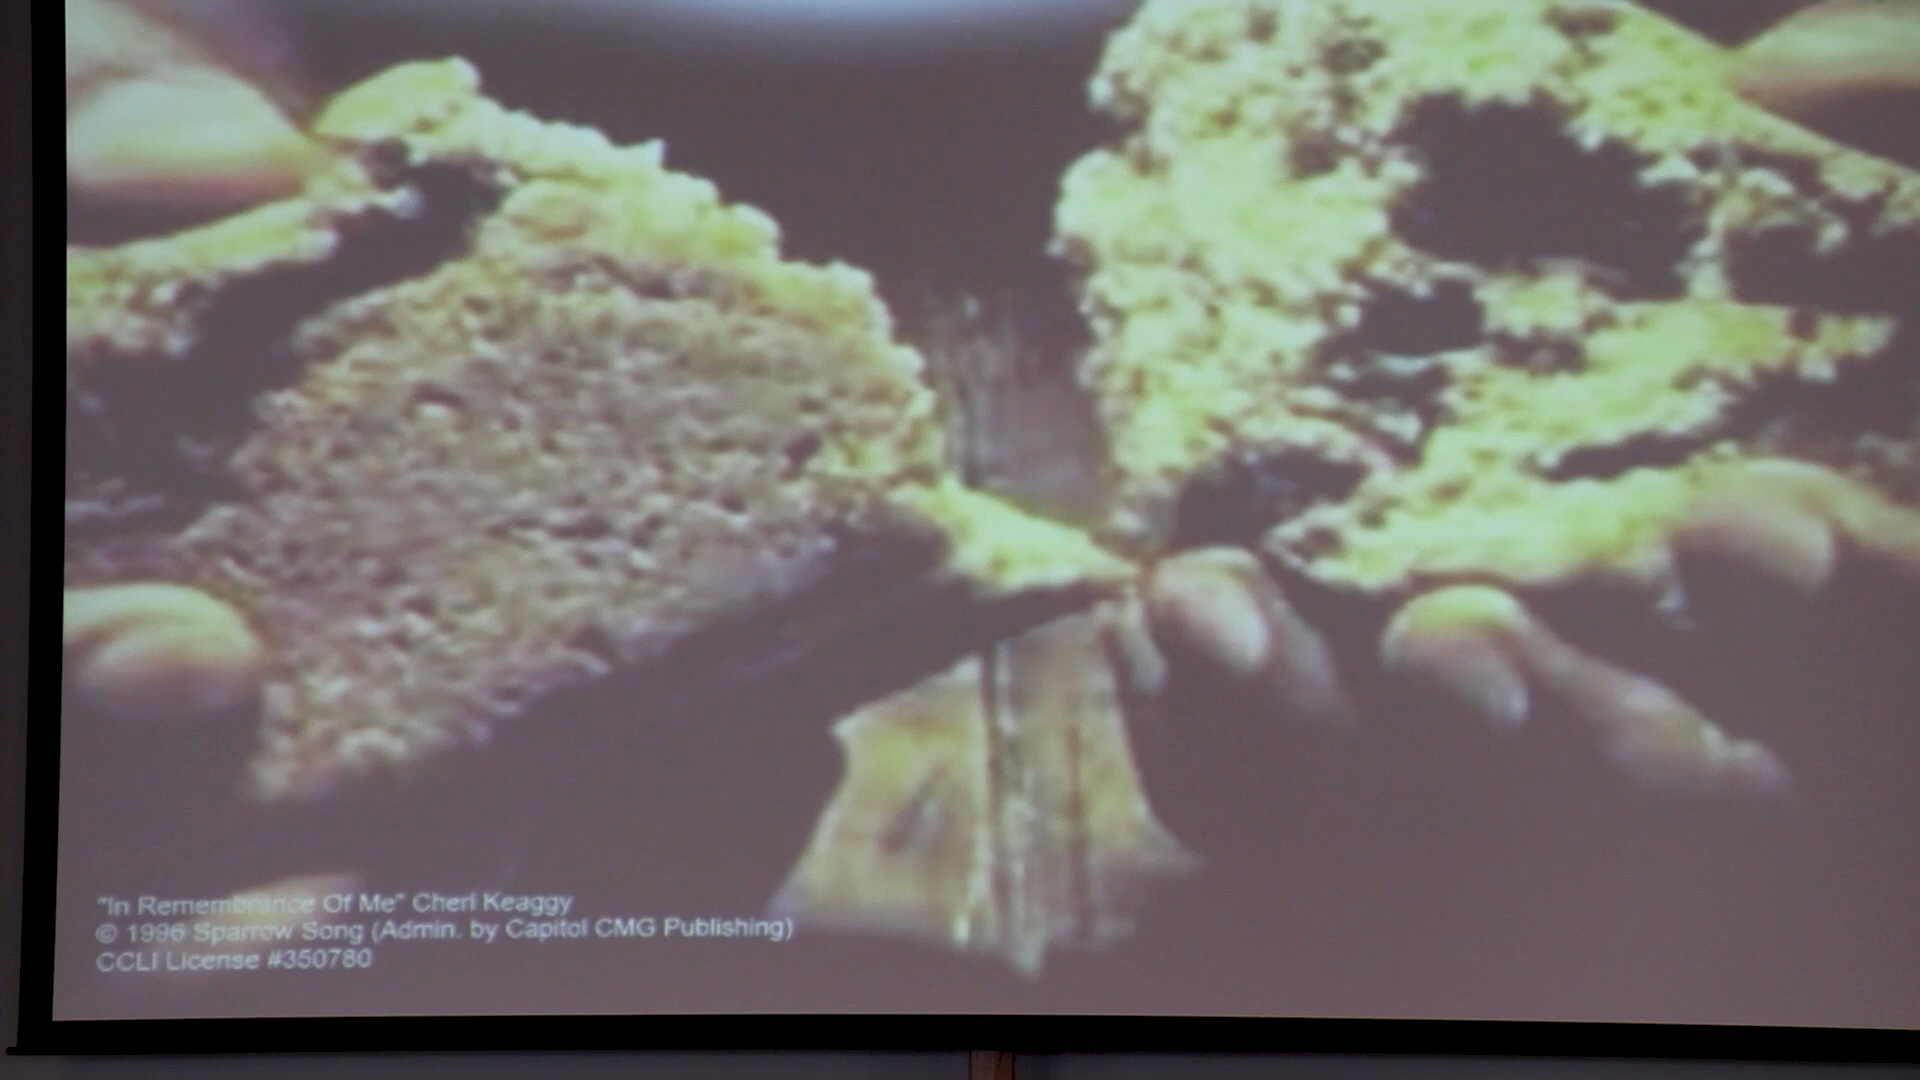 "In Remembrance Of Me" Cheri Keaggy
© 1996 Sparrow Song (Admin. by Capitol CMG Publishing)
CCLI License #350780